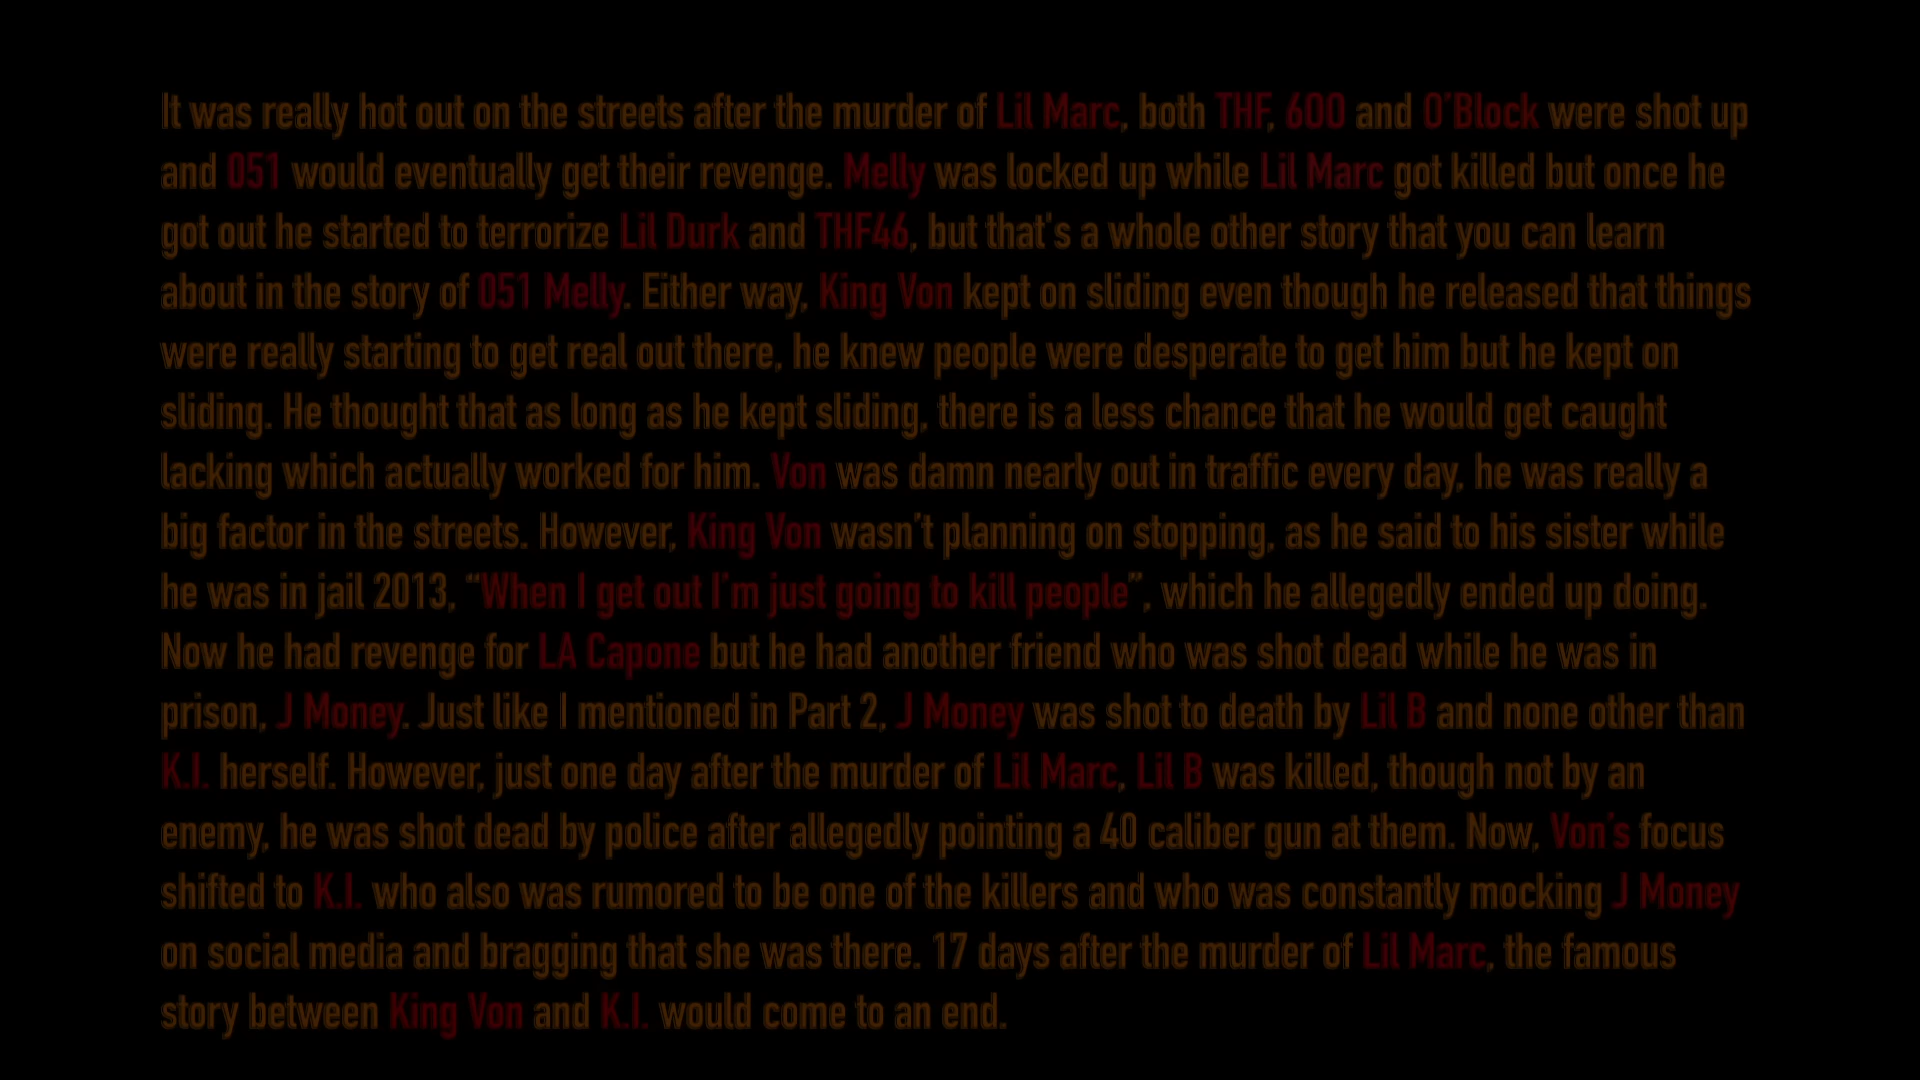 It was really hot out on the streets after the murder of Lil Marc, both THF, 600 and O'Block were shot up
and 051 would eventually get their revenge. Melly was locked up while Lil Marc got killed but once he
got out he started to terrorize Lil Durk and THF46, but that's a whole other story that you can learn
about in the story of 051 Melly. Either way, King Von kept on sliding even though he released that things
were really starting to get real out there, he knew people were desperate to get him but he kept on
sliding. He thought that as long as he kept sliding, there is a less chance that he would get caught
lacking which actually worked for him. Von was damn nearly out in traffic every day, he was really a
big factor in the streets. However, King Von wasn't planning on stopping, as he said to his sister while
he was in jail 2013, “When I get out I'm just going to kill people”, which he allegedly ended up doing.
Now he had revenge for LA Capone but he had another friend who was shot dead while he was in
prison, J Money. Just like I mentioned in Part 2, J Money was shot to death by Lil B and none other than
K.I. herself. However, just one day after the murder of Lil Marc, Lil B was killed, though not by an
enemy, he was shot dead by police after allegedly pointing a 40 caliber gun at them. Now, Von's focus
shifted to K.I. who also was rumored to be one of the killers and who was constantly mocking J Money
on social media and bragging that she was there. 17 days after the murder of Lil Marc, the famous
story between King Von and K.I. would come to an end.